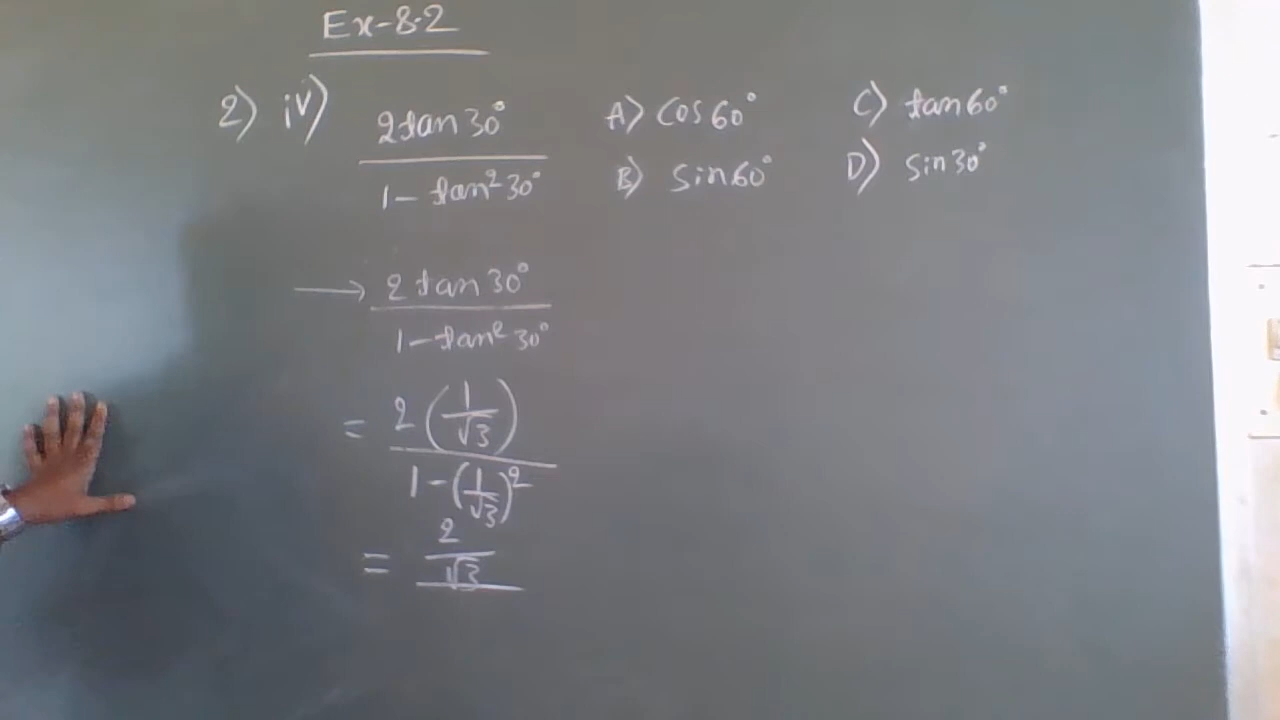 Ex-8.2
2) iv) 2tan30° / 1-tan²30° A) cos60° C) tan60°
B) sin60° D) sin30°
→ 2tan30° / 1-tan²30°
= 2(1/√3) / 1-(1/√3)²
= 2/√3